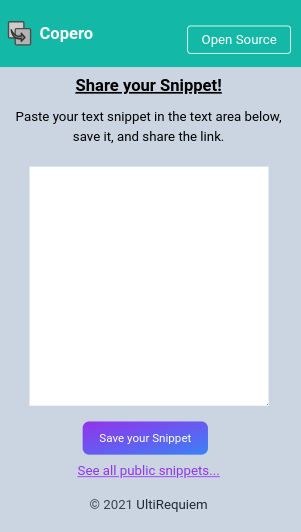 Copero
Open Source
Share your Snippet!
Paste your text snippet in the text area below,
save it, and share the link.
Save your Snippet
See all public snippets...
© 2021 UltiRequiem